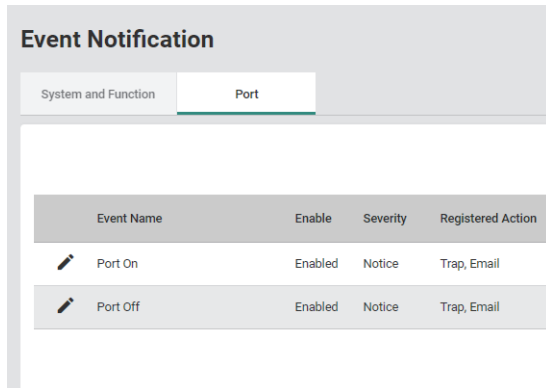 Event Notification
System and Function Port
Event Name Enable Severity Registered Action
Port On Enabled Notice Trap, Email
Port Off Enabled Notice Trap, Email